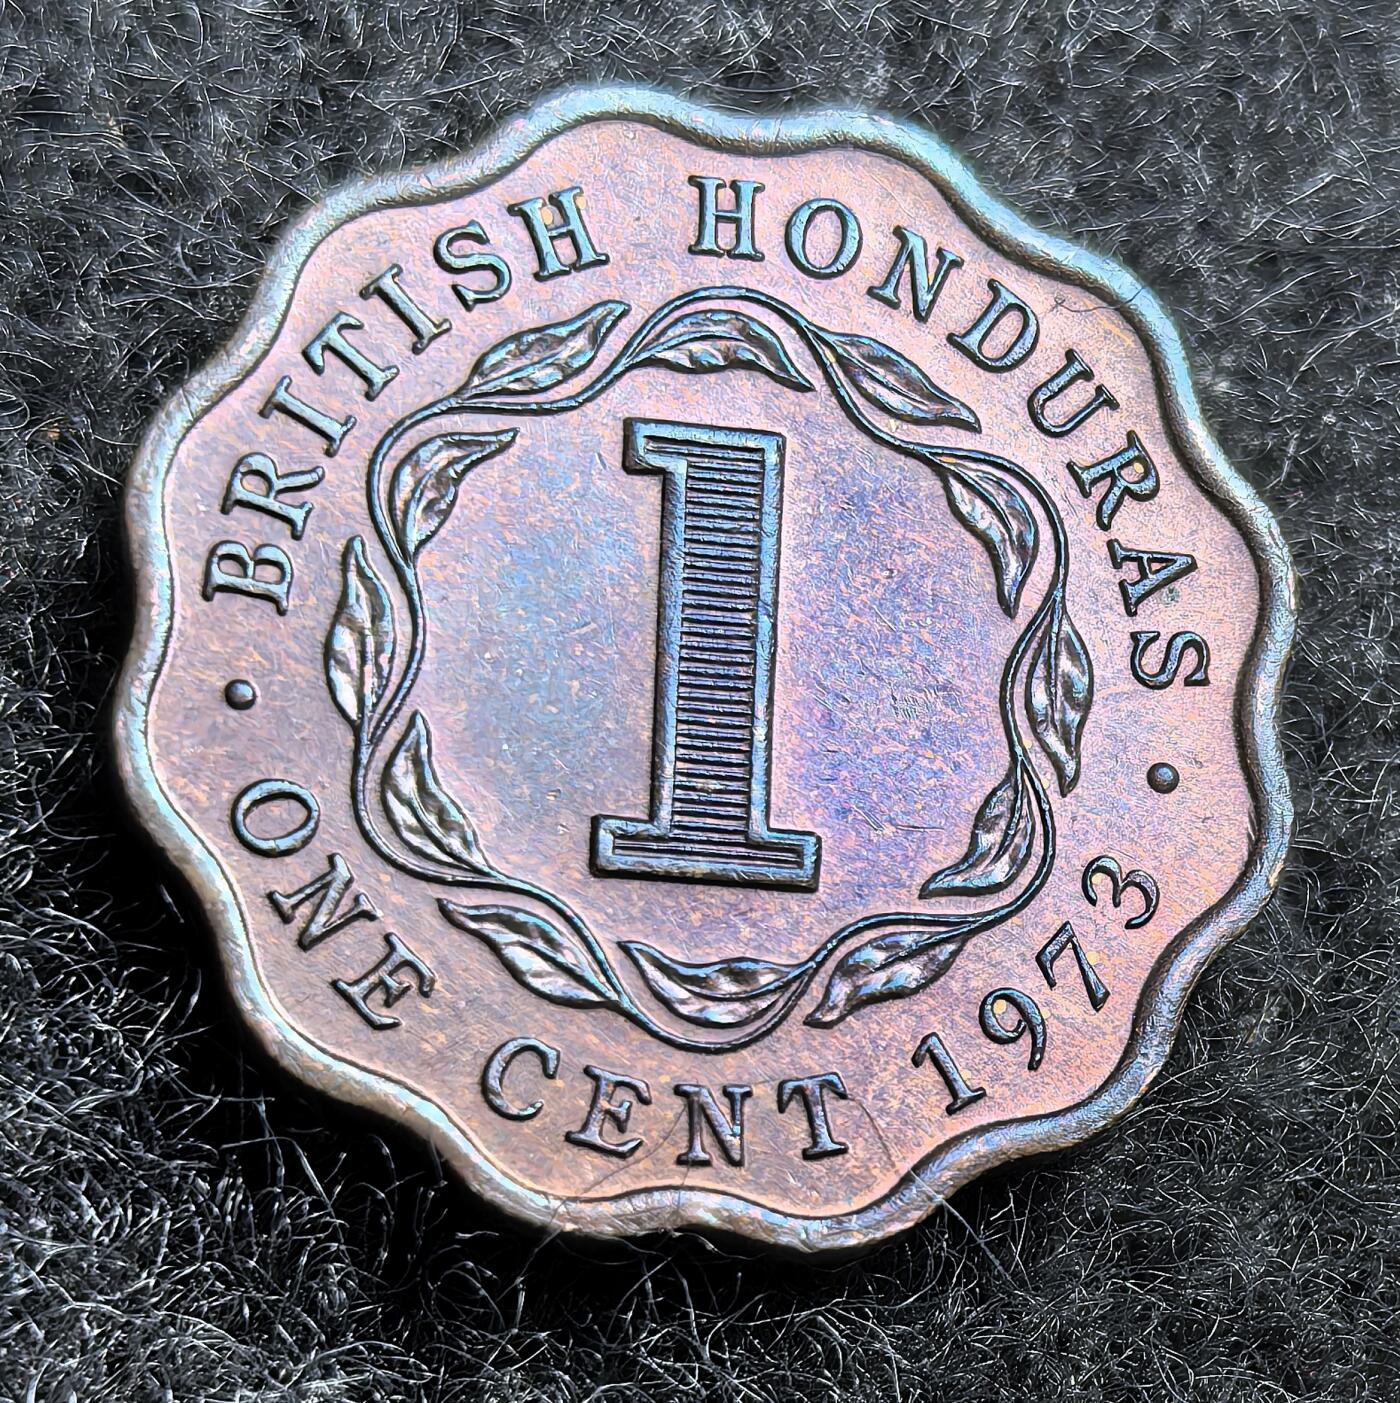 BRITISH HONDURAS
1
• ONE CENT 1973 •